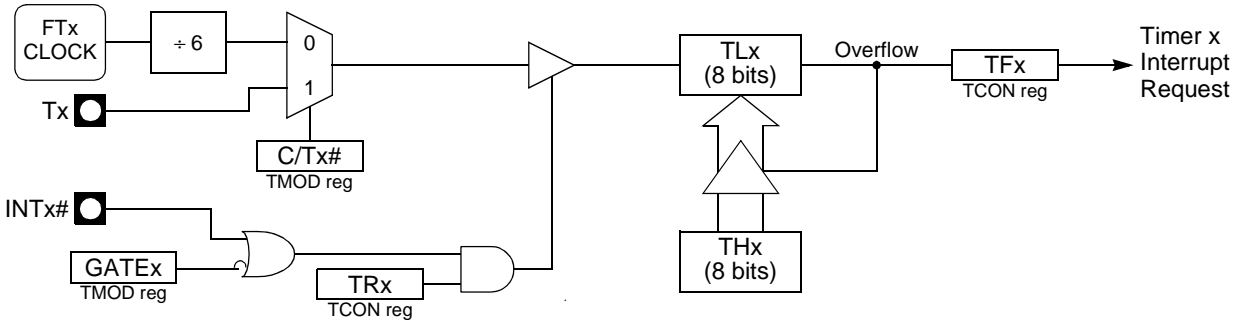 FTx
CLOCK
÷ 6
0
1
Tx
C/Tx#
TMOD reg
TLx
(8 bits)
Overflow
TFx
TCON reg
Timer x
Interrupt
Request
INTx#
GATEx
TMOD reg
TRx
TCON reg
THx
(8 bits)